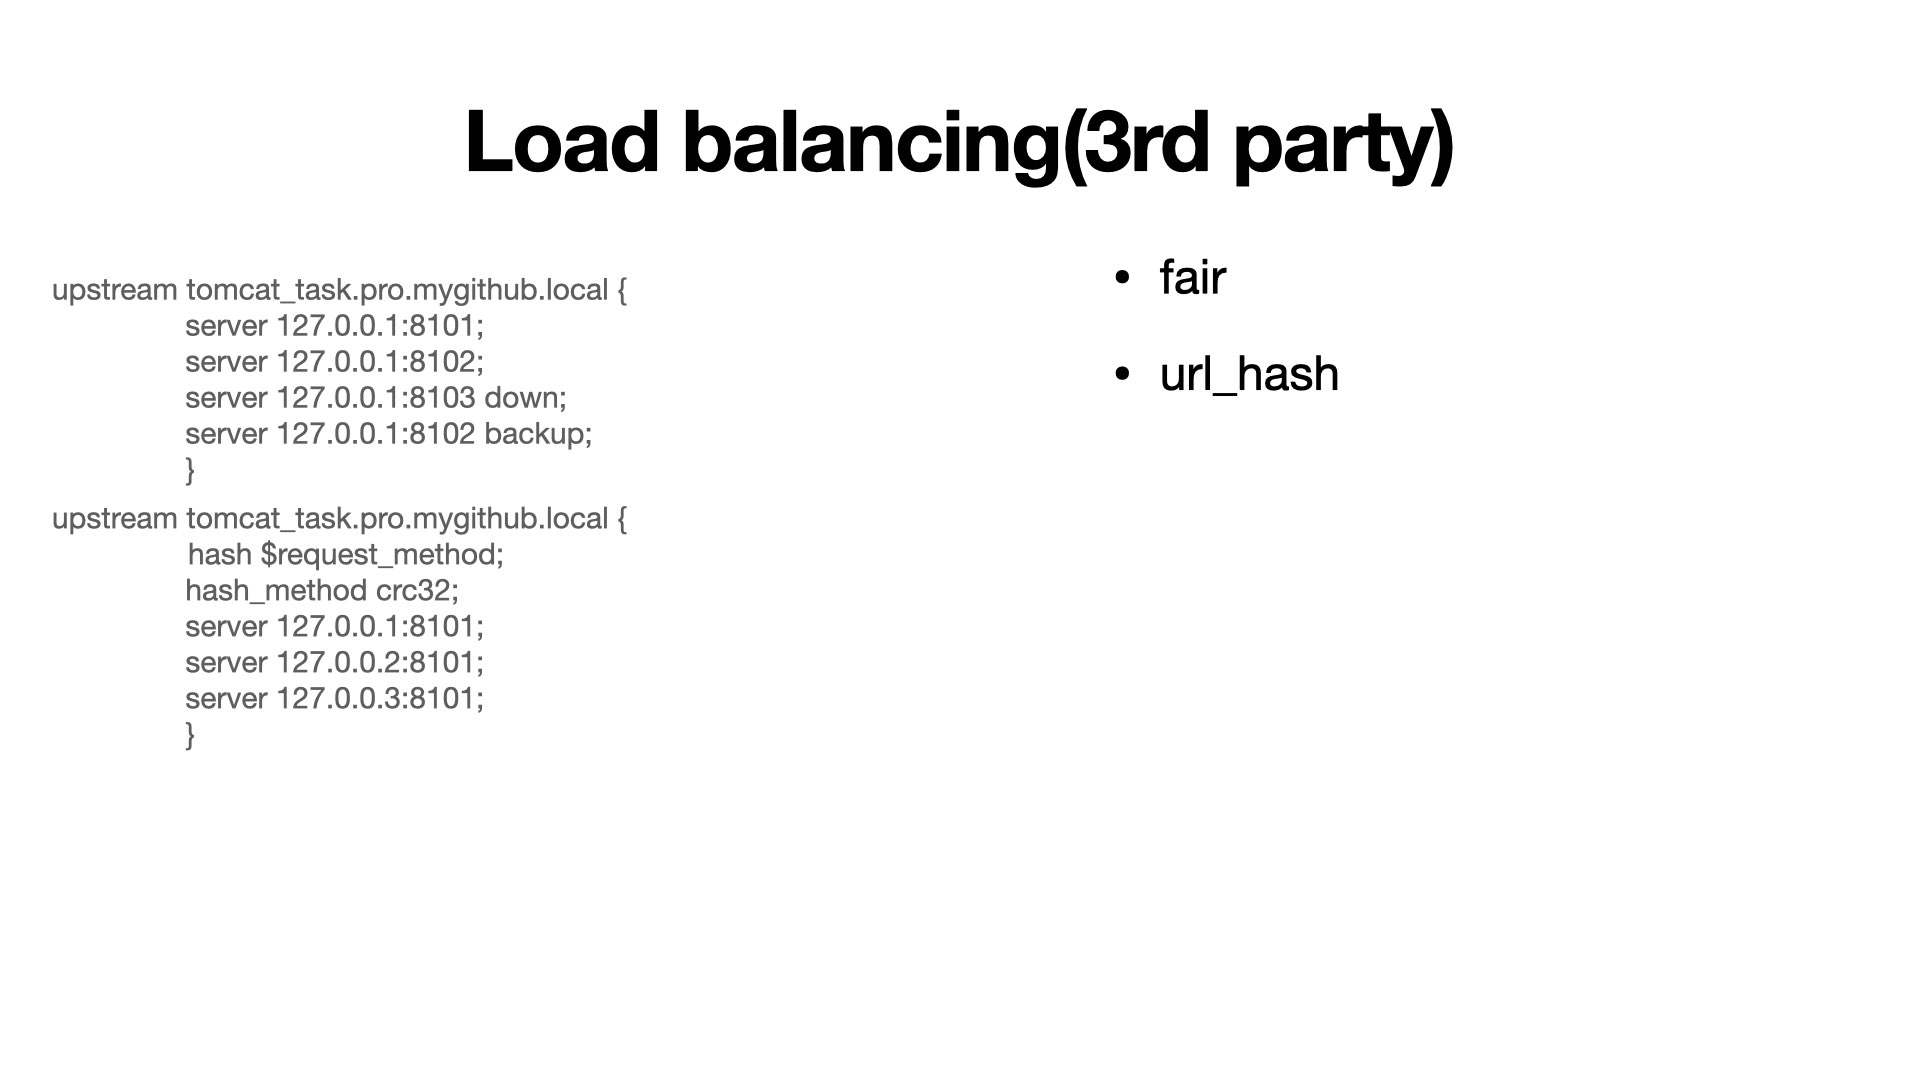 Load balancing(3rd party)
upstream tomcat_task.pro.mygithub.local {
server 127.0.0.1:8101;
server 127.0.0.1:8102;
server 127.0.0.1:8103 down;
server 127.0.0.1:8102 backup;
}
upstream tomcat_task.pro.mygithub.local {
hash $request_method;
hash_method crc32;
server 127.0.0.1:8101;
server 127.0.0.2:8101;
server 127.0.0.3:8101;
}
• fair
• url_hash